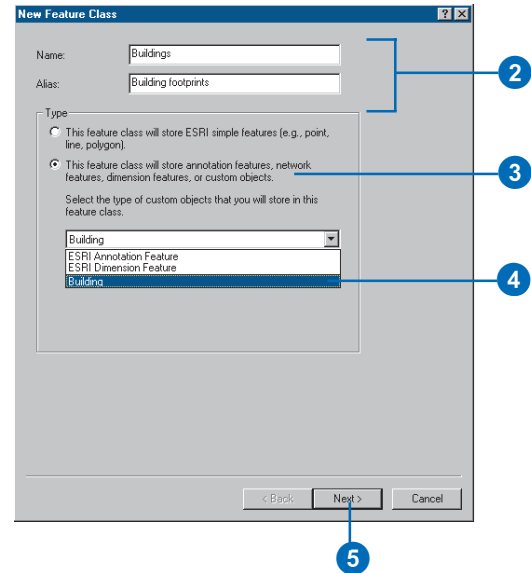 New Feature Class
? X
Name:
Buildings
2
Alias:
Building footprints
Type
This feature class will store ESRI simple features (e.g., point,
line, polygon).
This feature class will store annotation features, network
features, dimension features, or custom objects.
3
Select the type of custom objects that you will store in this
feature class.
Building
ESRI Annotation Feature
ESRI Dimension Feature
Building
4
< Back
Next >
Cancel
5